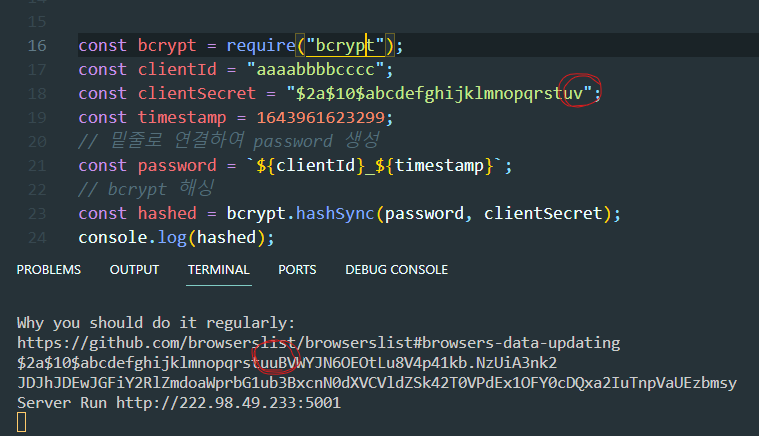 15
16 const bcrypt = require("bcrypt");
17 const clientId = "aaaabbbbcccc";
18 const clientSecret = "$2a$10$abcdefghijklmnopqrstuv";
19 const timestamp = 1643961623299;
20 // 밑줄로 연결하여 password 생성
21 const password = `${clientId}_${timestamp}`;
22 // bcrypt 해싱
23 const hashed = bcrypt.hashSync(password, clientSecret);
24 console.log(hashed);
PROBLEMS OUTPUT TERMINAL PORTS DEBUG CONSOLE
Why you should do it regularly:
https://github.com/browserslist/browserslist#browsers-data-updating
$2a$10$abcdefghijklmnopqrstuuBVWYJN6OEOtLu8V4p41kb.NzUiA3nk2
JDJhJDEwJGFiY2RlZmdoaWprbG1ub3BxcnN0dXVCVldZSk42T0VPdEx1OFY0cDQxa2IuTnpVaUEzbmsy
Server Run http://222.98.49.233:5001